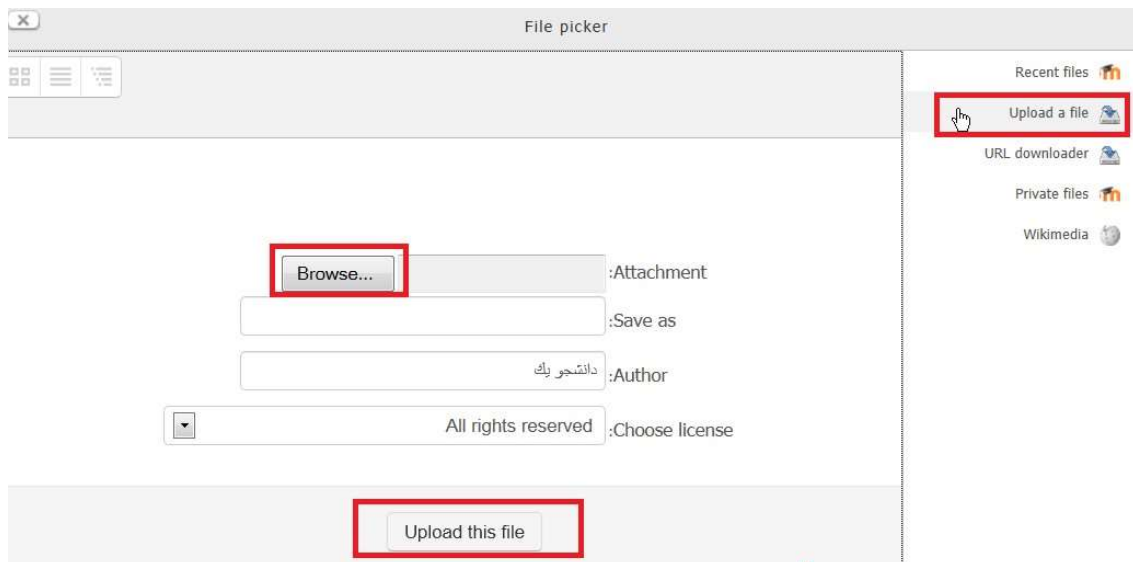 File picker
Recent files
Upload a file
URL downloader
Private files
Wikimedia
:Attachment Browse...
:Save as
:Author دانشجو يك
:Choose license All rights reserved
Upload this file